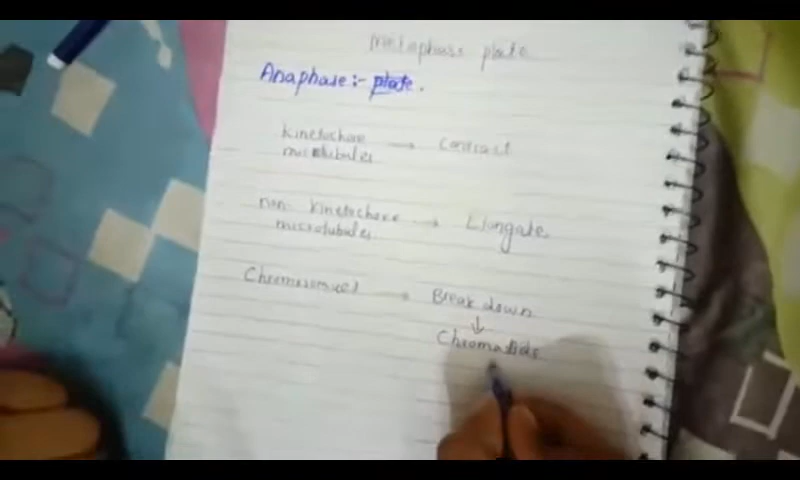 Metaphase plate
Anaphase:- plate.
kinetochore → Contract
microtubules
non kinetochore → Elongate
microtubules
Chromosomes → Break down
↓
Chromatids